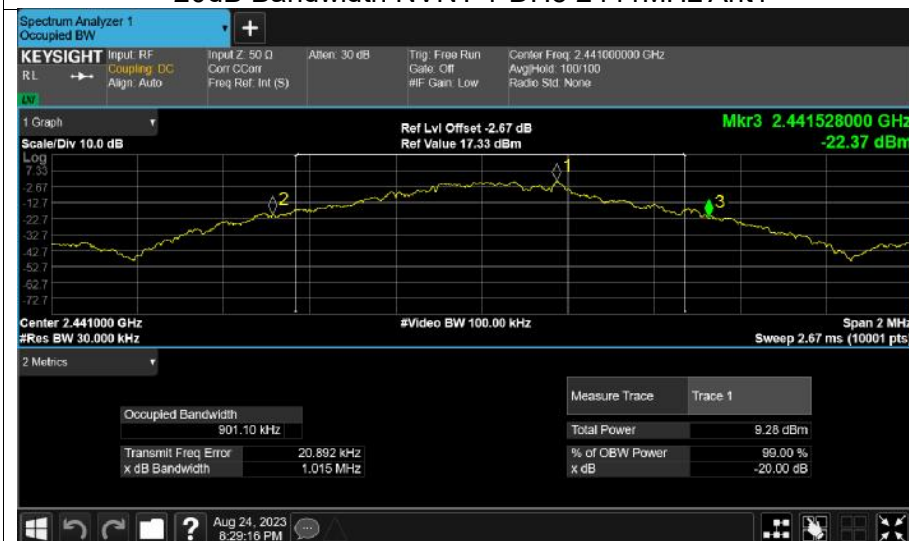 Spectrum Analyzer 1
Occupied BW
+
KEYSIGHT Input: RF Input Z: 50 Ω Atten: 30 dB Trig: Free Run Center Freq: 2.441000000 GHz
RL Coupling: DC Corr CCorr Gate: Off Avg|Hold: 100/100
Align: Auto Freq Ref: Int (S) #IF Gain: Low Radio Std: None
1 Graph
Ref Lvl Offset -2.67 dB Mkr3 2.441528000 GHz
Scale/Div 10.0 dB Ref Value 17.33 dBm -22.37 dBm
Log
7.33
-2.67
-12.7
-22.7
-32.7
-42.7
-52.7
-62.7
-72.7
1
2
3
Center 2.441000 GHz #Video BW 100.00 kHz Span 2 MHz
#Res BW 30.000 kHz Sweep 2.67 ms (10001 pts
2 Metrics
Measure Trace Trace 1
Occupied Bandwidth
901.10 kHz
Total Power 9.28 dBm
Transmit Freq Error 20.892 kHz % of OBW Power 99.00 %
x dB Bandwidth 1.015 MHz x dB -20.00 dB
? Aug 24, 2023
8:29:16 PM